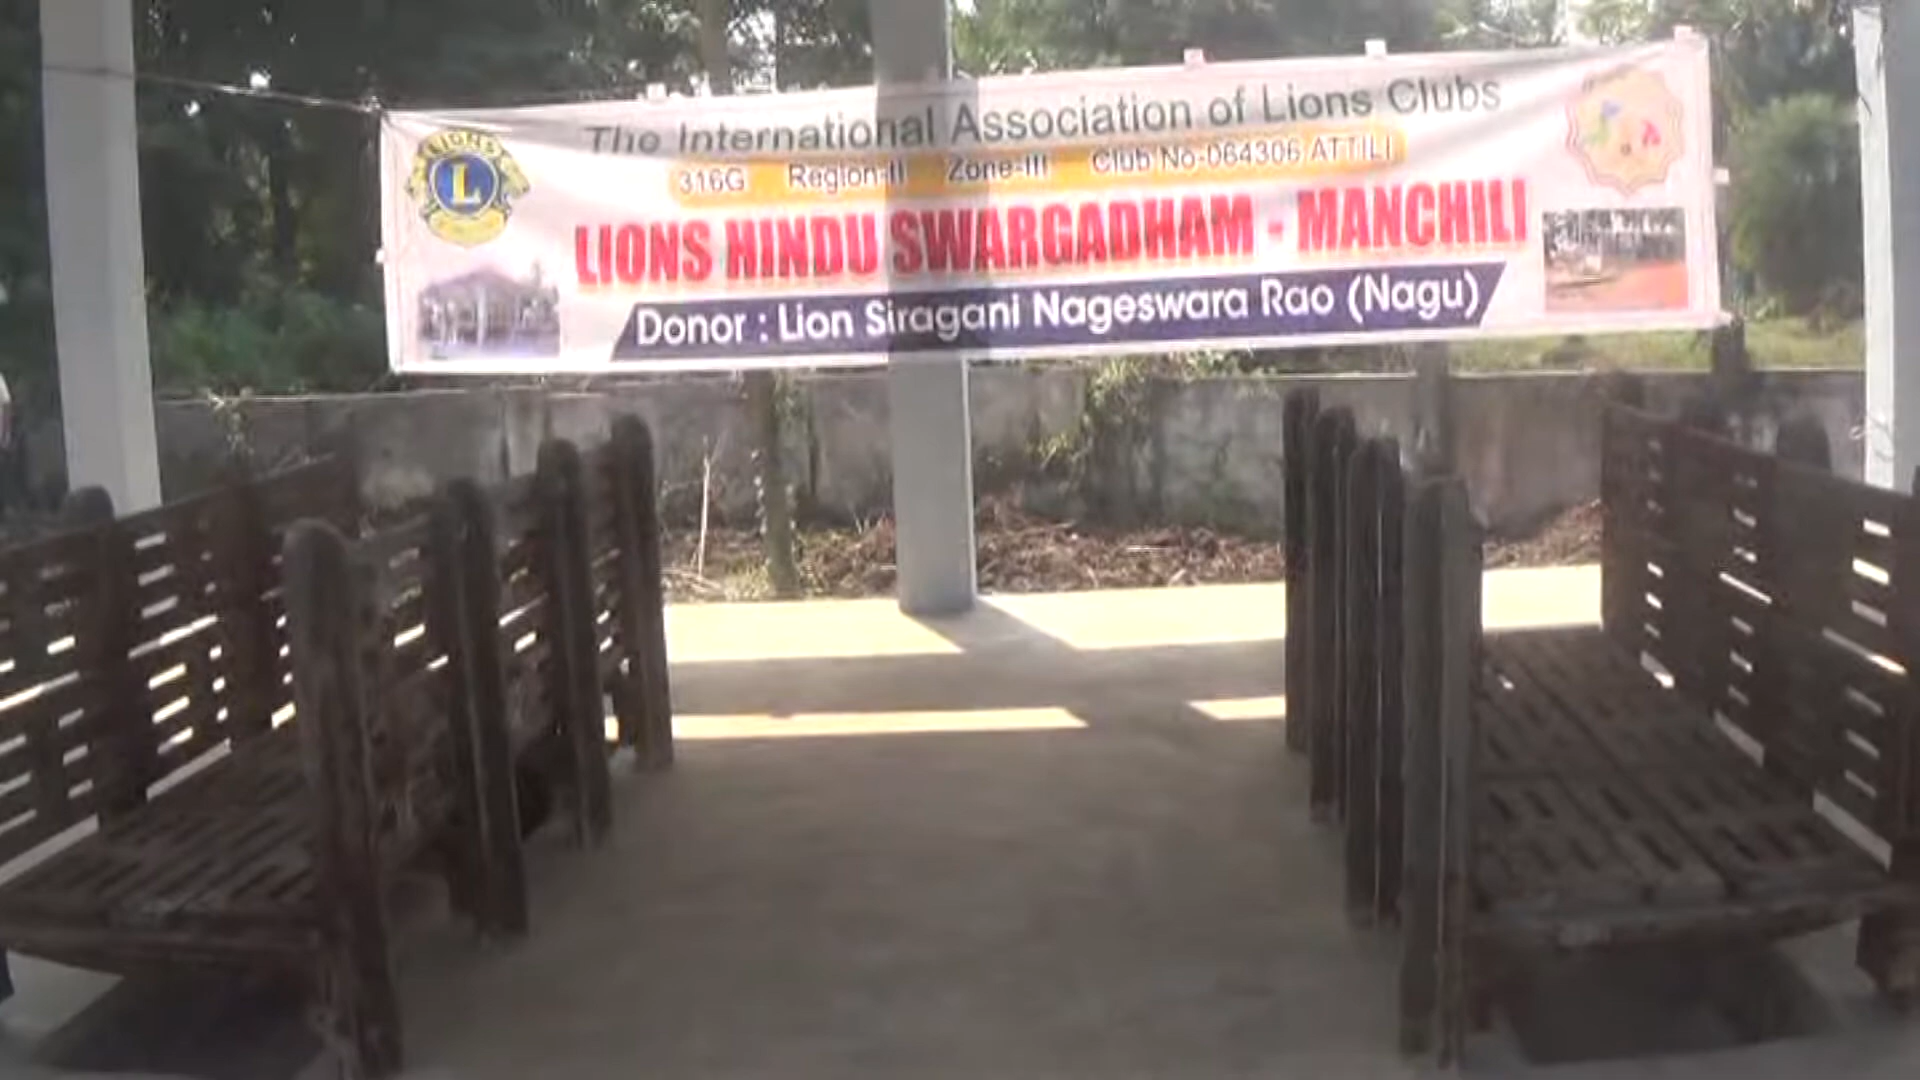 The International Association of Lions Clubs
316G Region-II Zone-III Club No-064306 ATTILI
LIONS HINDU SWARGADHAM - MANCHILI
Donor : Lion Siragani Nageswara Rao (Nagu)
LIONS
L